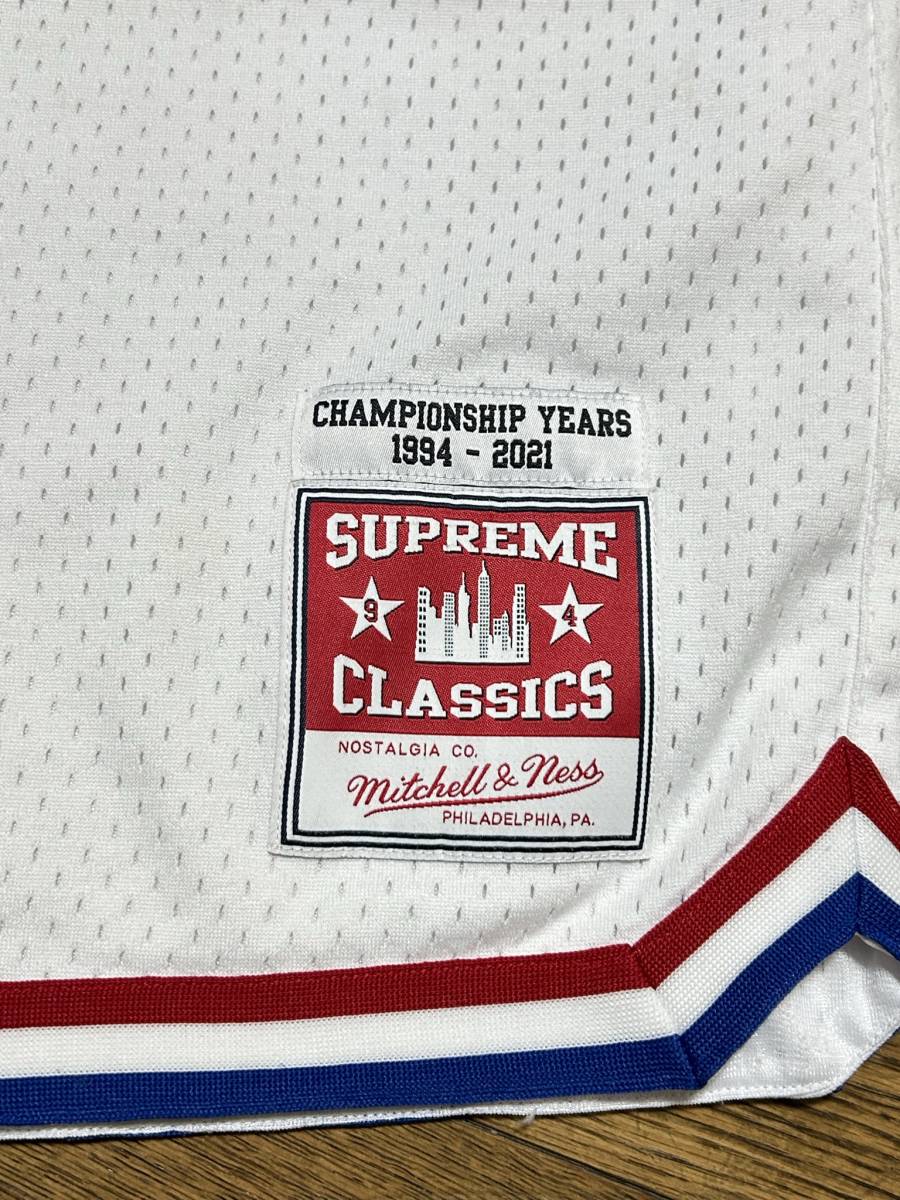 CHAMPIONSHIP YEARS
1994 - 2021
SUPREME
9 4
CLASSICS
NOSTALGIA CO.
Mitchell & Ness
PHILADELPHIA, PA.